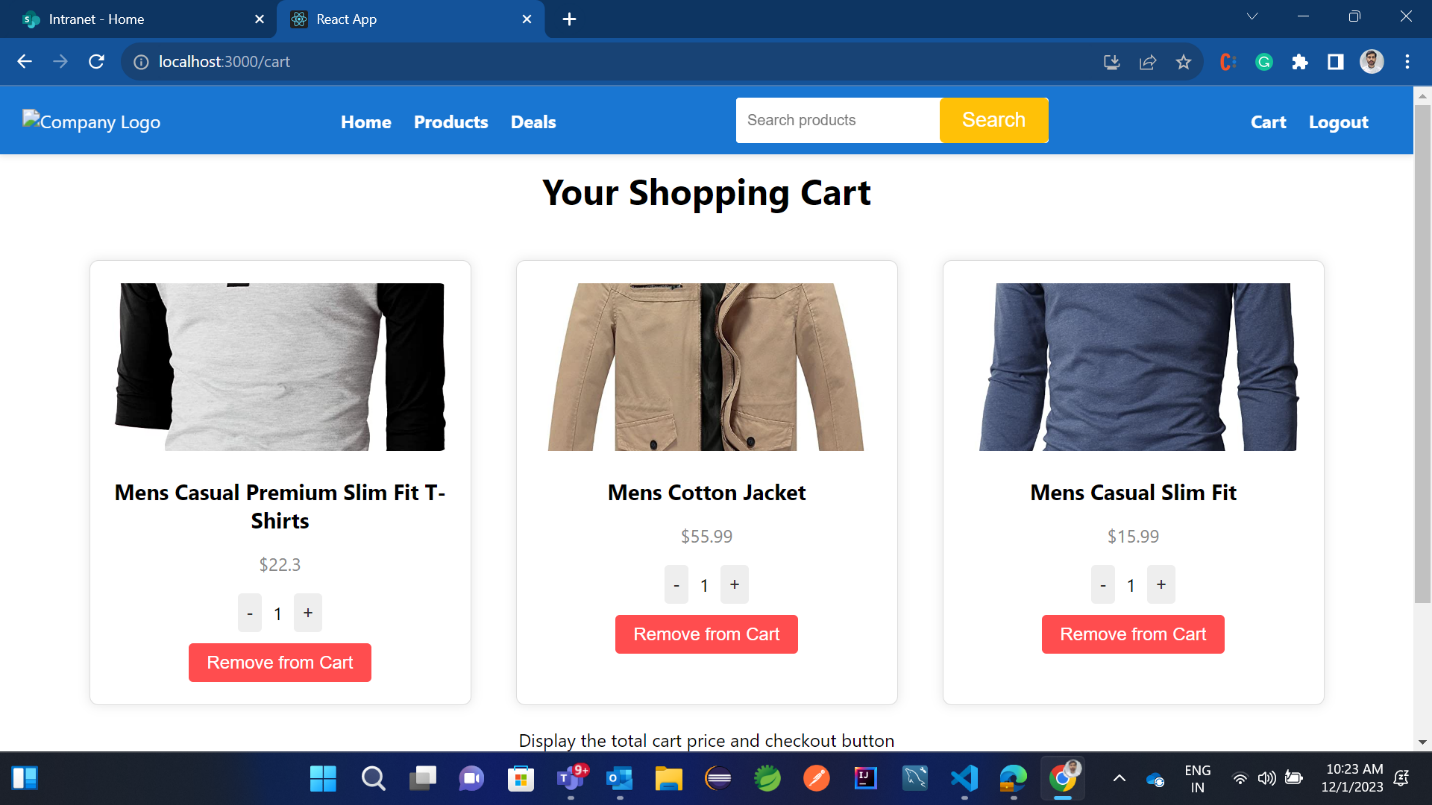 Intranet - Home
React App
localhost:3000/cart
Company Logo
Home
Products
Deals
Search products
Search
Cart
Logout
Your Shopping Cart
Mens Casual Premium Slim Fit T-
Shirts
$22.3
- 1 +
Remove from Cart
Mens Cotton Jacket
$55.99
- 1 +
Remove from Cart
Mens Casual Slim Fit
$15.99
- 1 +
Remove from Cart
Display the total cart price and checkout button
9+
ENG
IN
10:23 AM
12/1/2023